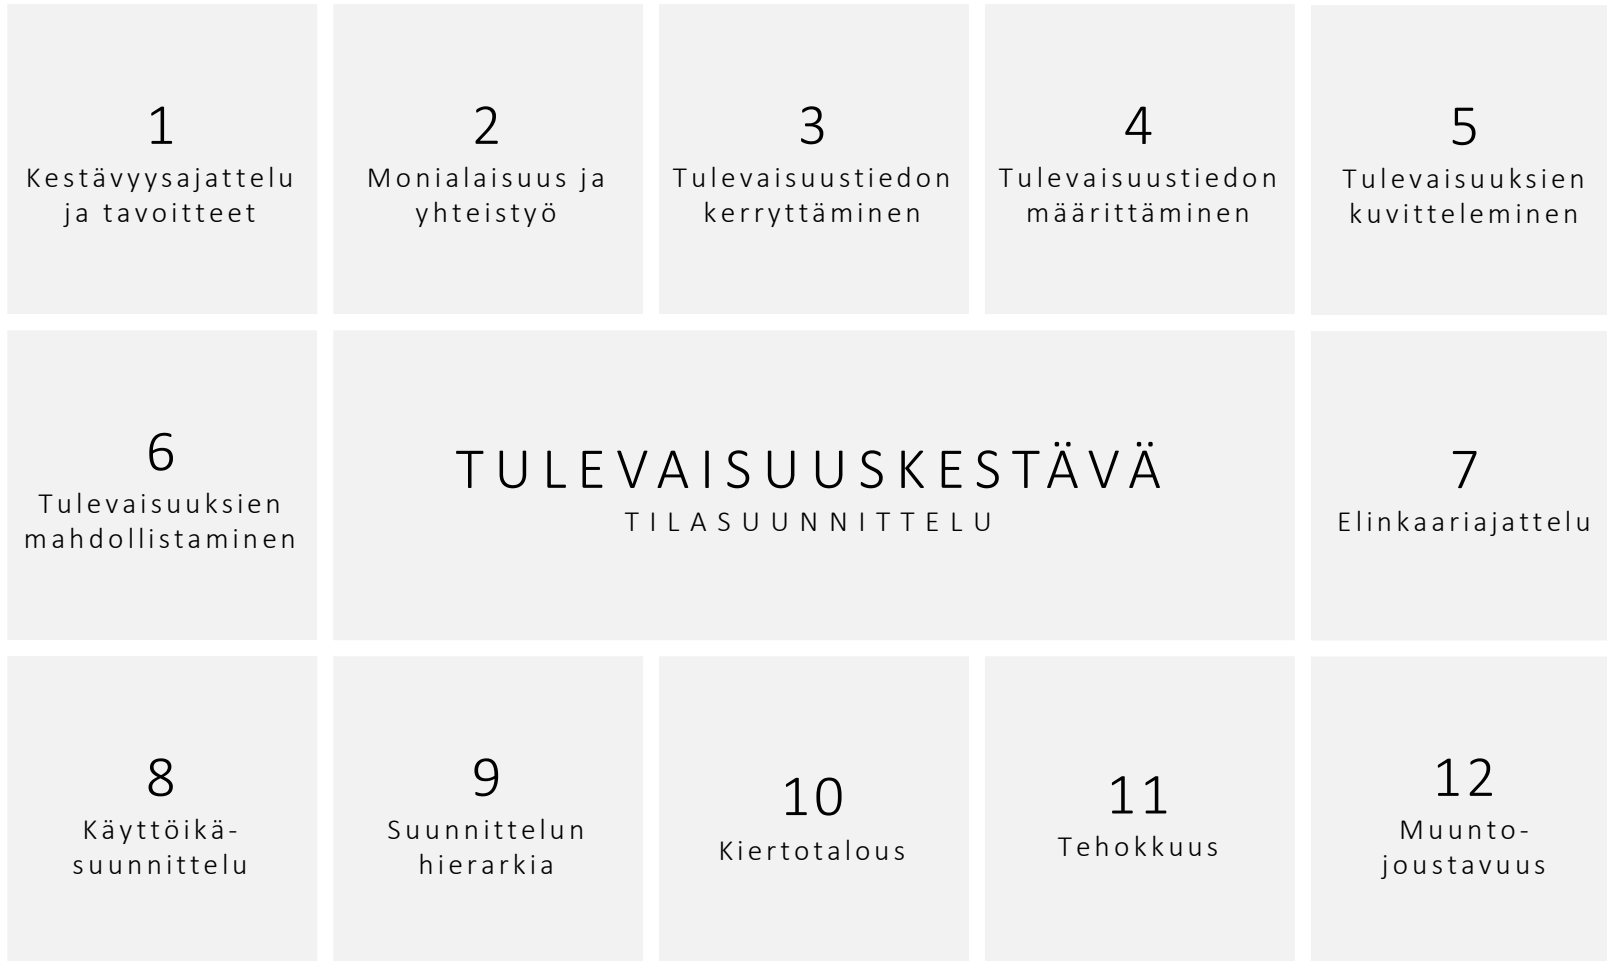 1
Kestävyysajattelu
ja tavoitteet
2
Monialaisuus ja
yhteistyö
3
Tulevaisuustiedon
kerryttäminen
4
Tulevaisuustiedon
määrittäminen
5
Tulevaisuuksien
kuvitteleminen
6
Tulevaisuuksien
mahdollistaminen
TULEVAISUUSKESTÄVÄ
TILASUUNNITTELU
7
Elinkaariajattelu
8
Käyttöikä-
suunnittelu
9
Suunnittelun
hierarkia
10
Kiertotalous
11
Tehokkuus
12
Muunto-
joustavuus